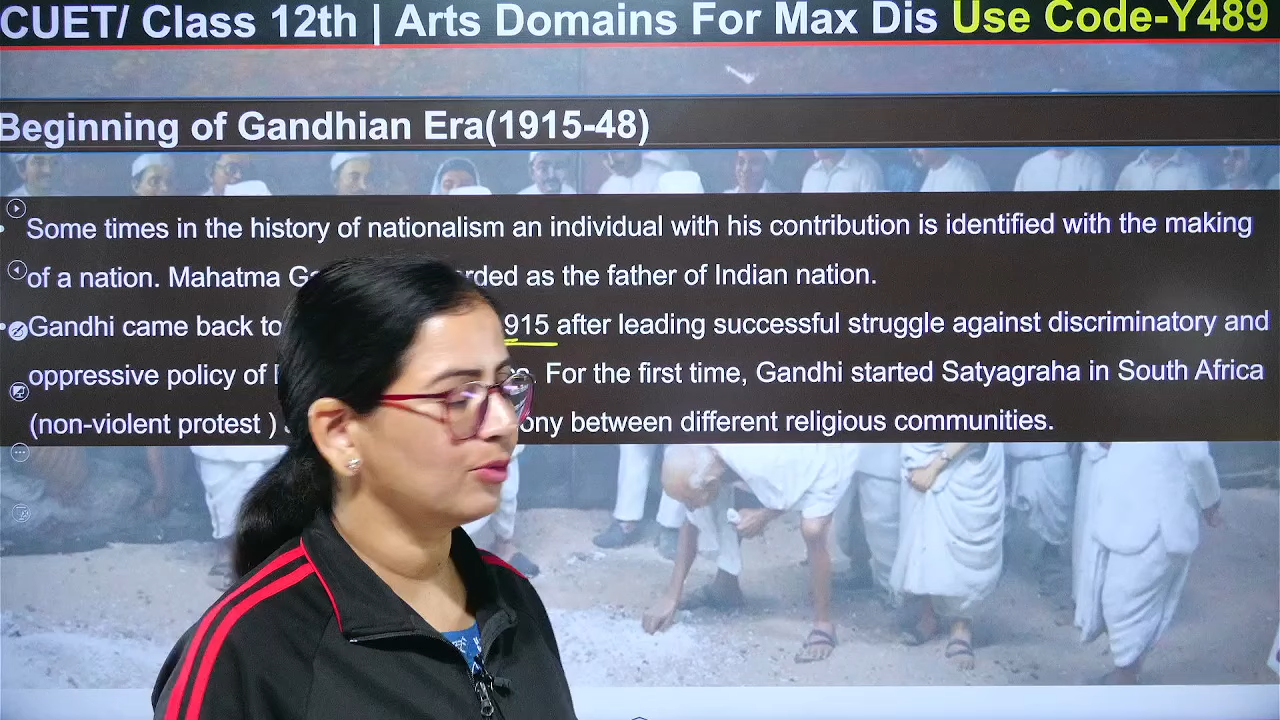 CUET/ Class 12th | Arts Domains For Max Dis Use Code-Y489
Beginning of Gandhian Era(1915-48)
Some times in the history of nationalism an individual with his contribution is identified with the making
of a nation. Mahatma Ga rded as the father of Indian nation.
Gandhi came back to 915 after leading successful struggle against discriminatory and
oppressive policy of For the first time, Gandhi started Satyagraha in South Africa
(non-violent protest ) ony between different religious communities.